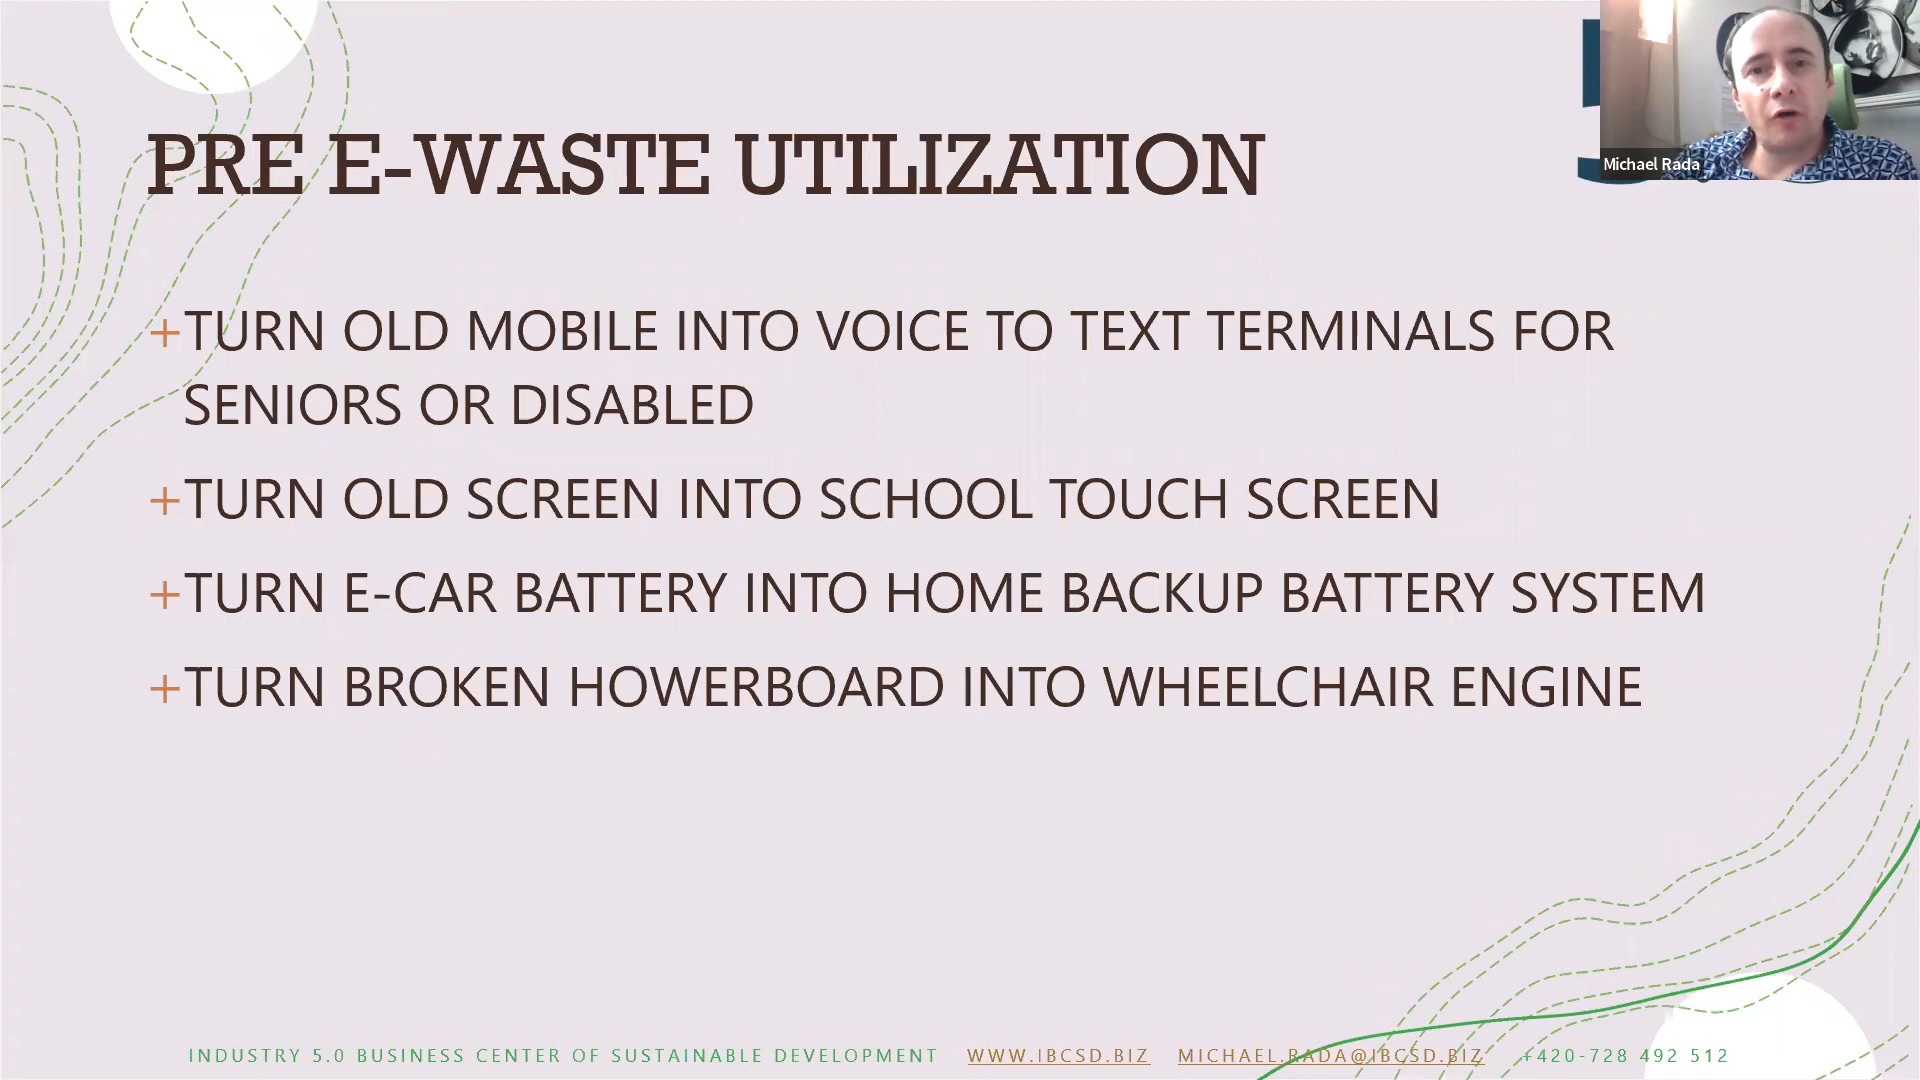 PRE E-WASTE UTILIZATION
Michael Rada
+TURN OLD MOBILE INTO VOICE TO TEXT TERMINALS FOR
SENIORS OR DISABLED
+TURN OLD SCREEN INTO SCHOOL TOUCH SCREEN
+TURN E-CAR BATTERY INTO HOME BACKUP BATTERY SYSTEM
+TURN BROKEN HOWERBOARD INTO WHEELCHAIR ENGINE
INDUSTRY 5.0 BUSINESS CENTER OF SUSTAINABLE DEVELOPMENT WWW.IBCSD.BIZ MICHAEL.RADA@IBCSD.BIZ +420-728 492 512